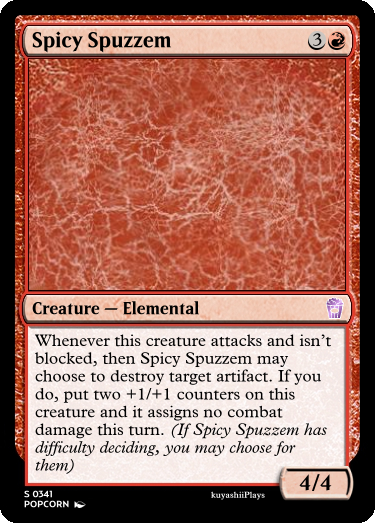 Spicy Spuzzem
3
Creature — Elemental
Whenever this creature attacks and isn't
blocked, then Spicy Spuzzem may
choose to destroy target artifact. If you
do, put two +1/+1 counters on this
creature and it assigns no combat
damage this turn. (If Spicy Spuzzem has
difficulty deciding, you may choose for
them)
4/4
S 0341
POPCORN
kuyashiiPlays